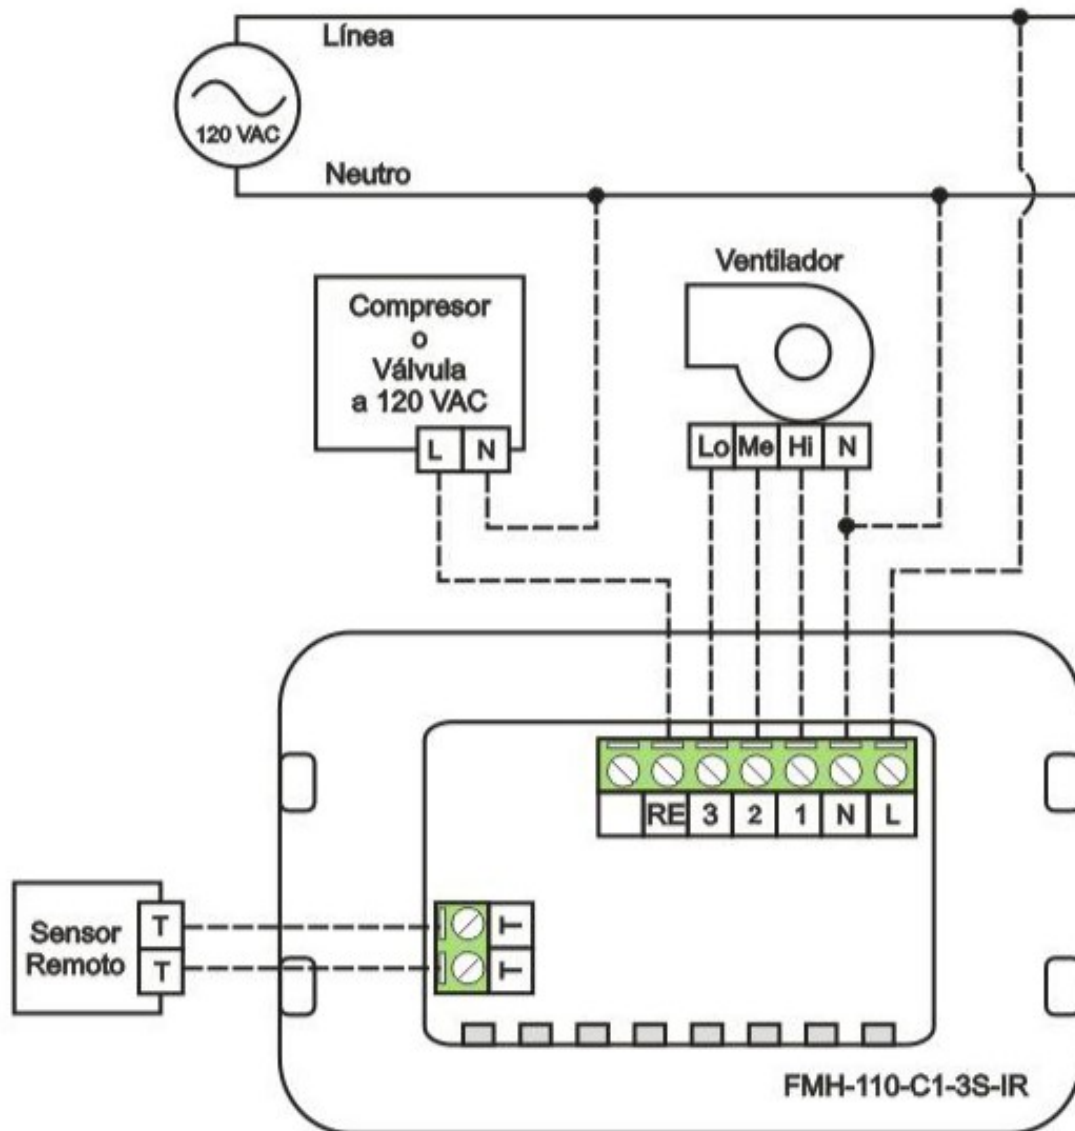 Línea
120 VAC
Neutro
Ventilador
Compresor
o
Válvula
a 120 VAC
L N
Lo Me Hi N
RE 3 2 1 N L
Sensor
Remoto
T
T
T
T
FMH-110-C1-3S-IR